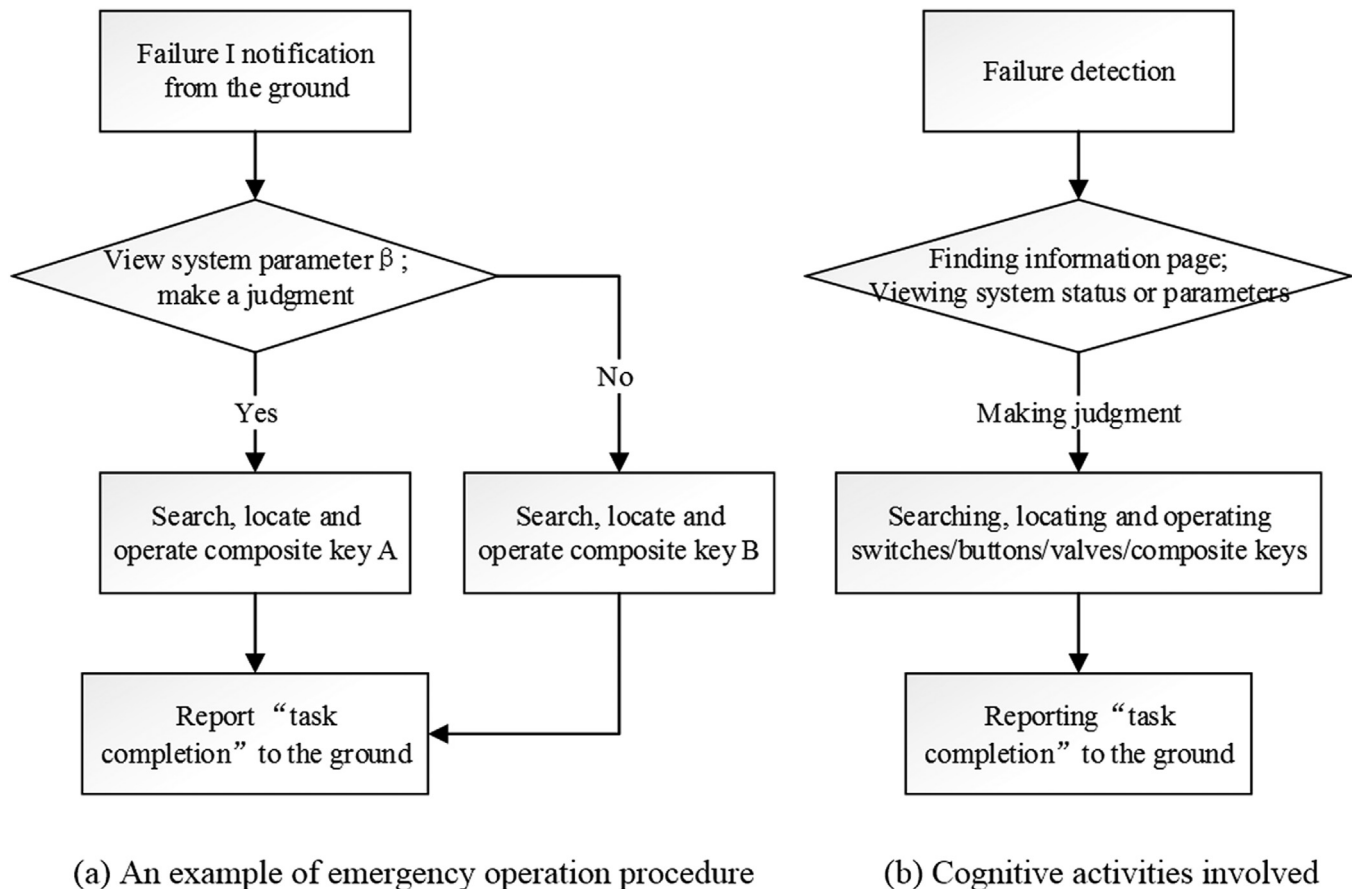 Failure I notification
from the ground
View system parameter β;
make a judgment
Yes
No
Search, locate and
operate composite key A
Search, locate and
operate composite key B
Report “task
completion” to the ground
(a) An example of emergency operation procedure
Failure detection
Finding information page;
Viewing system status or parameters
Making judgment
Searching, locating and operating
switches/buttons/valves/composite keys
Reporting “task
completion” to the ground
(b) Cognitive activities involved